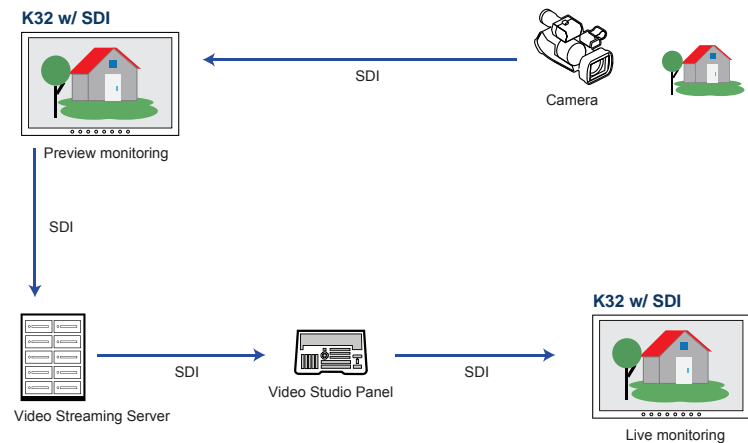 K32 w/ SDI
SDI
Camera
Preview monitoring
SDI
K32 w/ SDI
SDI
Video Studio Panel
SDI
Video Streaming Server
Live monitoring